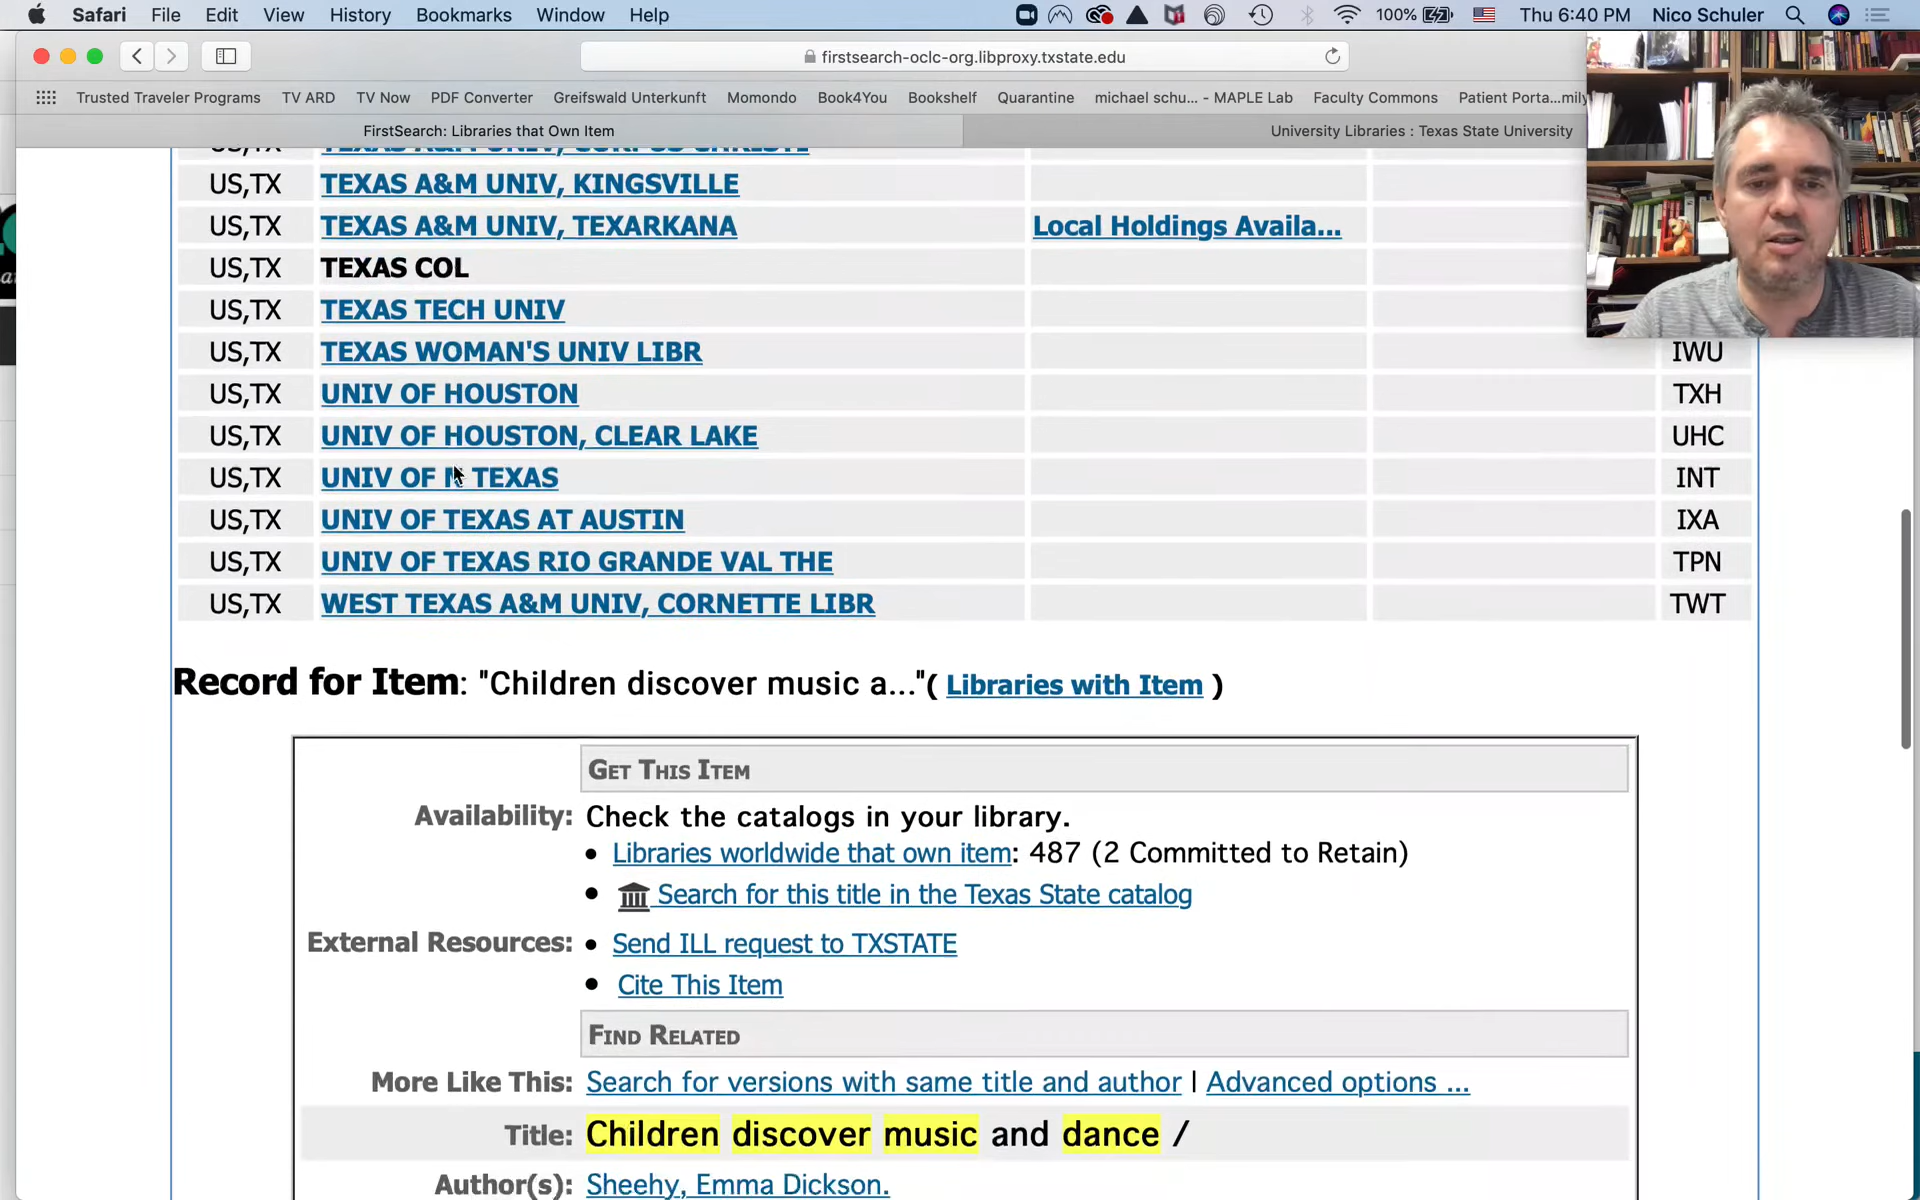 Safari File Edit View History Bookmarks Window Help 100% Thu 6:40 PM Nico Schuler
firstsearch-oclc-org.libproxy.txstate.edu
Trusted Traveler Programs TV ARD TV Now PDF Converter Greifswald Unterkunft Momondo Book4You Bookshelf Quarantine michael schu... - MAPLE Lab Faculty Commons Patient Porta...mily
FirstSearch: Libraries that Own Item University Libraries : Texas State University
TEXAS A&M UNIV, CORPUS CHRISTI
US,TX TEXAS A&M UNIV, KINGSVILLE
US,TX TEXAS A&M UNIV, TEXARKANA Local Holdings Availa...
US,TX TEXAS COL
US,TX TEXAS TECH UNIV
US,TX TEXAS WOMAN'S UNIV LIBR IWU
US,TX UNIV OF HOUSTON TXH
US,TX UNIV OF HOUSTON, CLEAR LAKE UHC
US,TX UNIV OF N TEXAS INT
US,TX UNIV OF TEXAS AT AUSTIN IXA
US,TX UNIV OF TEXAS RIO GRANDE VAL THE TPN
US,TX WEST TEXAS A&M UNIV, CORNETTE LIBR TWT
Record for Item: "Children discover music a..."( Libraries with Item )
GET THIS ITEM
Availability: Check the catalogs in your library.
• Libraries worldwide that own item: 487 (2 Committed to Retain)
• Search for this title in the Texas State catalog
External Resources: • Send ILL request to TXSTATE
• Cite This Item
FIND RELATED
More Like This: Search for versions with same title and author | Advanced options ...
Title: Children discover music and dance /
Author(s): Sheehy, Emma Dickson.